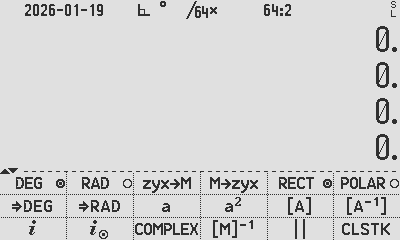 2026-01-19 ∟° /64× 64:2 S L
0.
0.
0.
0.
DEG RAD zyx→M M→zyx RECT POLAR
→DEG →RAD a a² [A] [A⁻¹]
i i⊙ COMPLEX [M]⁻¹ || CLSTK